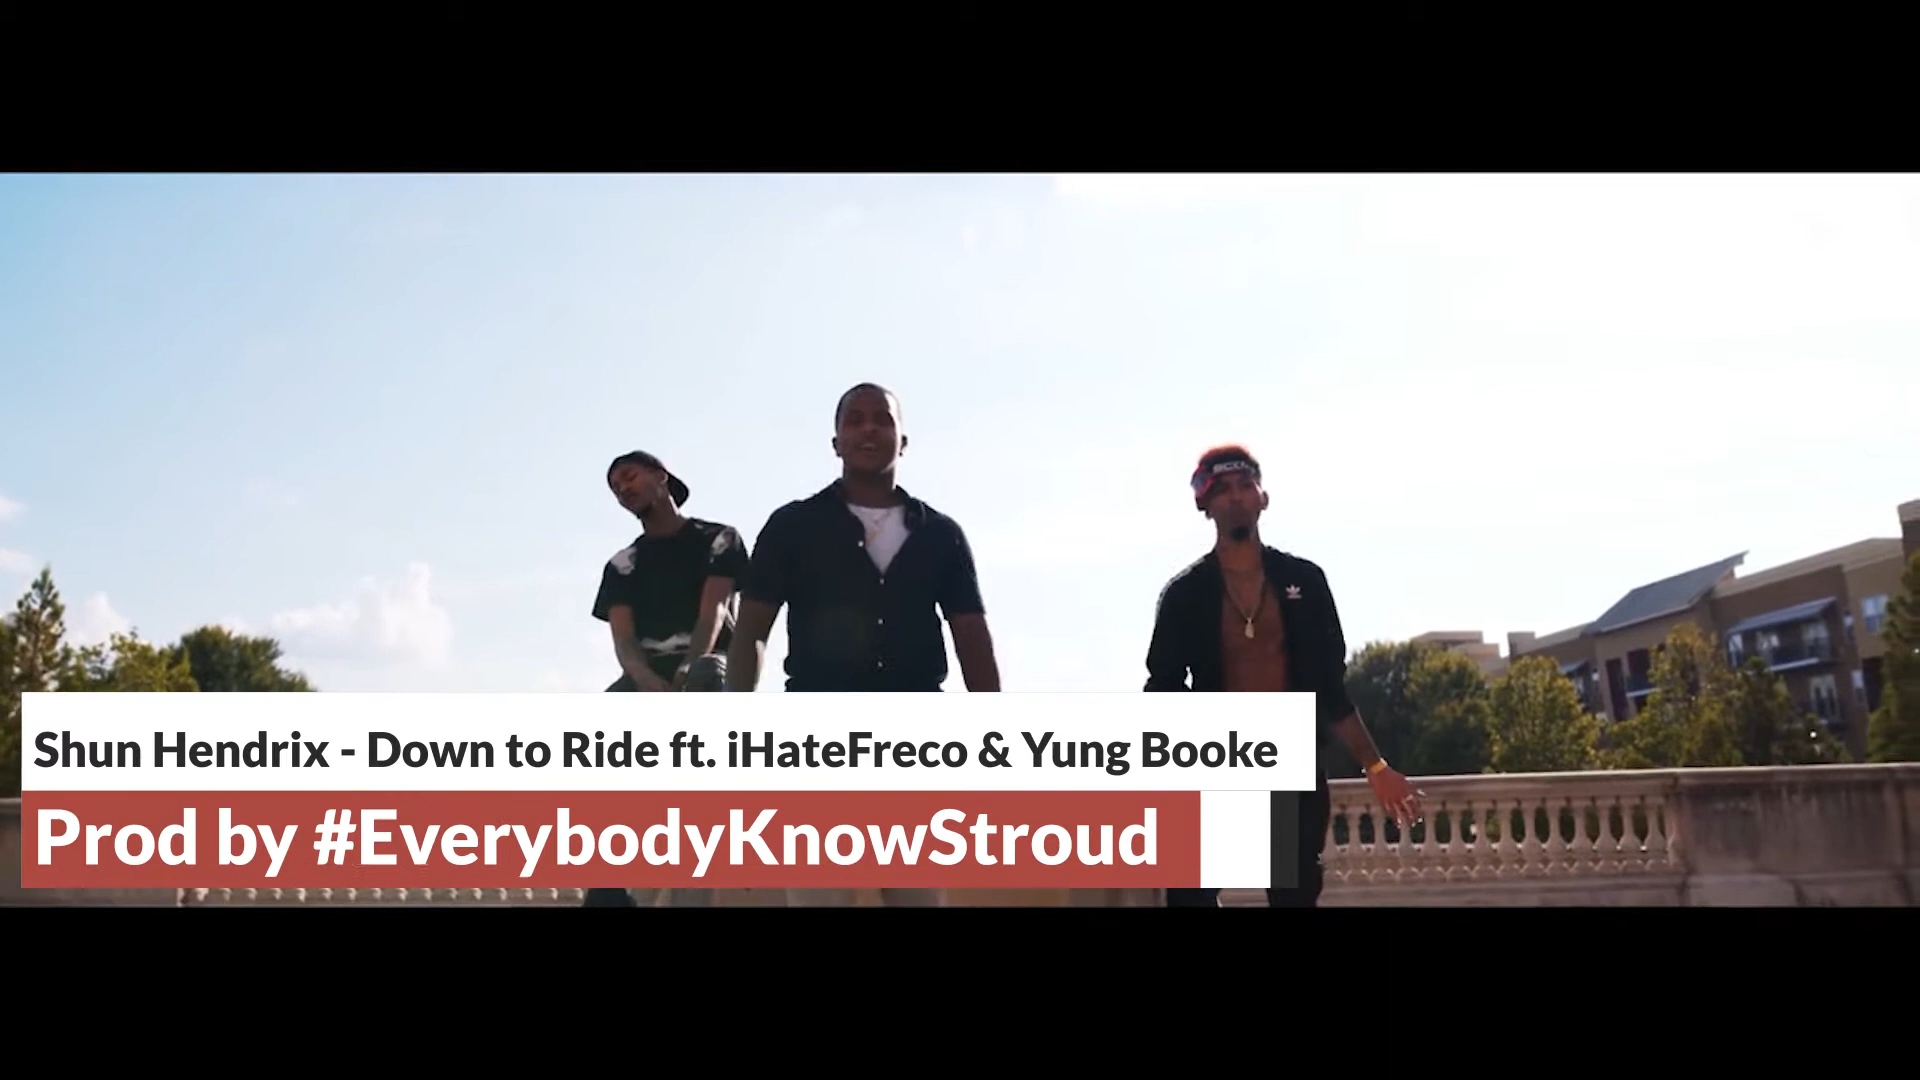 Shun Hendrix - Down to Ride ft. iHateFreco & Yung Booke
Prod by #EverybodyKnowStroud